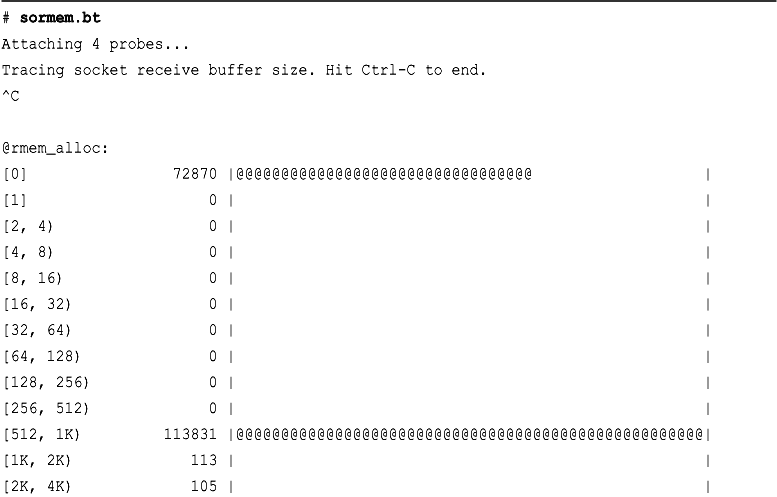 # sormem.bt
Attaching 4 probes...
Tracing socket receive buffer size. Hit Ctrl-C to end.
^C
@rmem_alloc:
[0]                72870 |@@@@@@@@@@@@@@@@@@@@@@@@@@@@@@@@@                   |
[1]                    0 |                                                    |
[2, 4)                 0 |                                                    |
[4, 8)                 0 |                                                    |
[8, 16)                0 |                                                    |
[16, 32)               0 |                                                    |
[32, 64)               0 |                                                    |
[64, 128)              0 |                                                    |
[128, 256)             0 |                                                    |
[256, 512)             0 |                                                    |
[512, 1K)         113831 |@@@@@@@@@@@@@@@@@@@@@@@@@@@@@@@@@@@@@@@@@@@@@@@@@@@@|
[1K, 2K)             113 |                                                    |
[2K, 4K)             105 |                                                    |